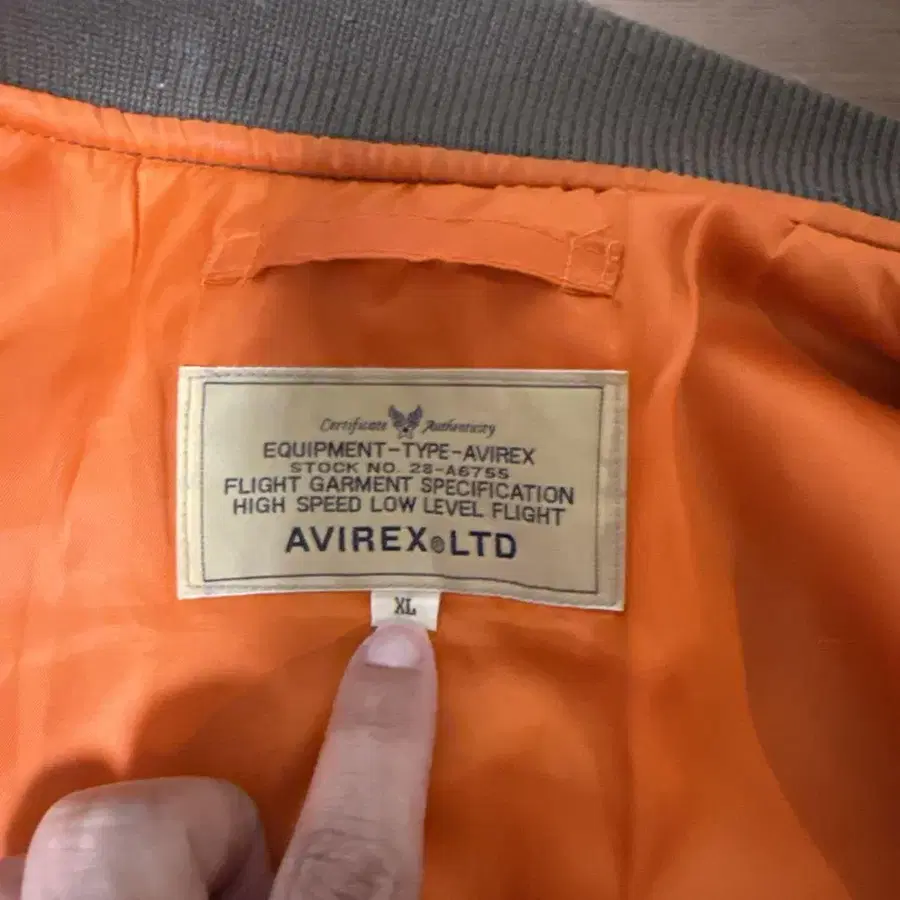 Certificate Authenticity
EQUIPMENT-TYPE-AVIREX
STOCK NO. 28-A6755
FLIGHT GARMENT SPECIFICATION
HIGH SPEED LOW LEVEL FLIGHT
AVIREX® LTD
XL